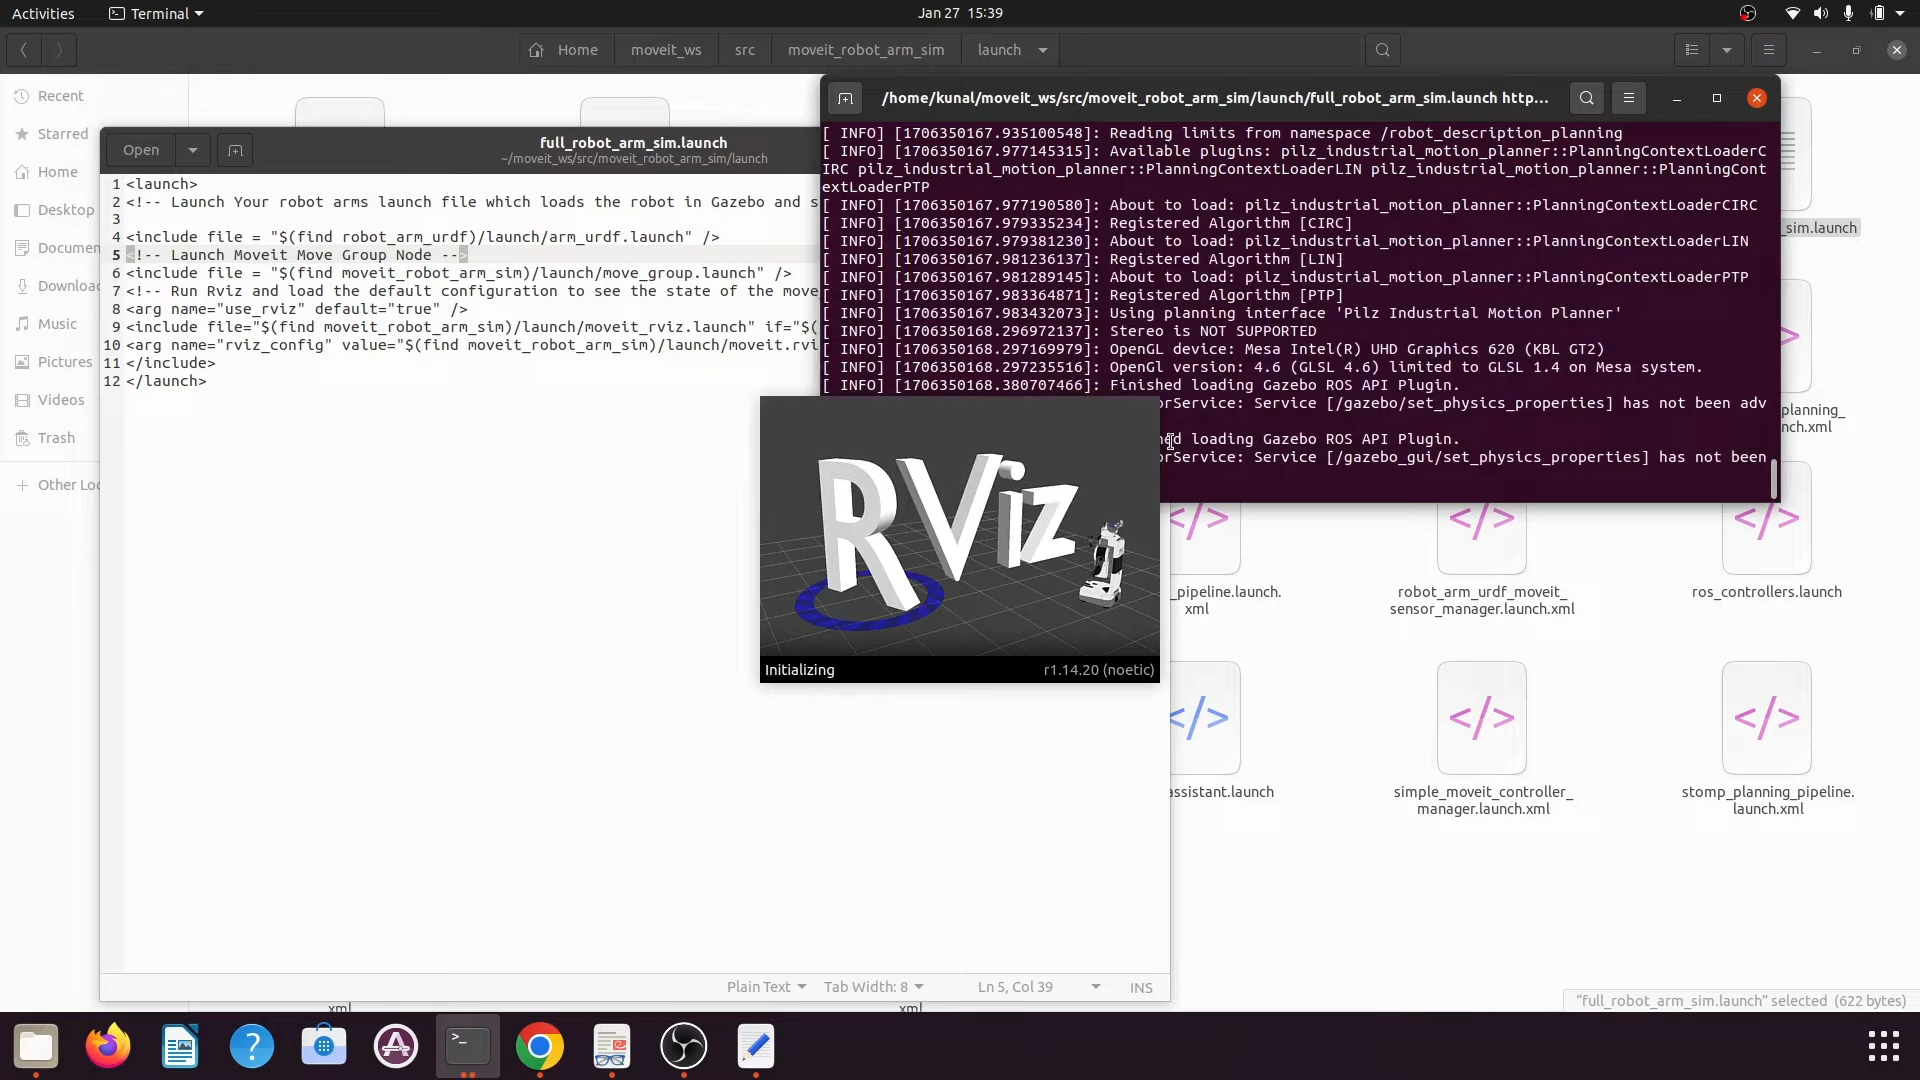 Activities
Terminal
Jan 27 15:39
Home
moveit_ws
src
moveit_robot_arm_sim
launch
Recent
Starred
Home
Desktop
Documen
Downloa
Music
Pictures
Videos
Trash
+ Other Loc
Open
full_robot_arm_sim.launch
~/moveit_ws/src/moveit_robot_arm_sim/launch
1 <launch>
2 <!-- Launch Your robot arms launch file which loads the robot in Gazebo and s
3
4 <include file = "$(find robot_arm_urdf)/launch/arm_urdf.launch" />
5 <!-- Launch Moveit Move Group Node -->
6 <include file = "$(find moveit_robot_arm_sim)/launch/move_group.launch" />
7 <!-- Run Rviz and load the default configuration to see the state of the move
8 <arg name="use_rviz" default="true" />
9 <include file="$(find moveit_robot_arm_sim)/launch/moveit_rviz.launch" if="$(
10 <arg name="rviz_config" value="$(find moveit_robot_arm_sim)/launch/moveit.rvi
11 </include>
12 </launch>
Plain Text
Tab Width: 8
Ln 5, Col 39
INS
/home/kunal/moveit_ws/src/moveit_robot_arm_sim/launch/full_robot_arm_sim.launch http...
[ INFO] [1706350167.935100548]: Reading limits from namespace /robot_description_planning
[ INFO] [1706350167.977145315]: Available plugins: pilz_industrial_motion_planner::PlanningContextLoaderC
IRC pilz_industrial_motion_planner::PlanningContextLoaderLIN pilz_industrial_motion_planner::PlanningCont
extLoaderPTP
[ INFO] [1706350167.977190580]: About to load: pilz_industrial_motion_planner::PlanningContextLoaderCIRC
[ INFO] [1706350167.979335234]: Registered Algorithm [CIRC]
[ INFO] [1706350167.979381230]: About to load: pilz_industrial_motion_planner::PlanningContextLoaderLIN
[ INFO] [1706350167.981236137]: Registered Algorithm [LIN]
[ INFO] [1706350167.981289145]: About to load: pilz_industrial_motion_planner::PlanningContextLoaderPTP
[ INFO] [1706350167.983364871]: Registered Algorithm [PTP]
[ INFO] [1706350167.983432073]: Using planning interface 'Pilz Industrial Motion Planner'
[ INFO] [1706350168.296972137]: Stereo is NOT SUPPORTED
[ INFO] [1706350168.297169979]: OpenGL device: Mesa Intel(R) UHD Graphics 620 (KBL GT2)
[ INFO] [1706350168.297235516]: OpenGl version: 4.6 (GLSL 4.6) limited to GLSL 1.4 on Mesa system.
[ INFO] [1706350168.380707466]: Finished loading Gazebo ROS API Plugin.
orService: Service [/gazebo/set_physics_properties] has not been adv
ed loading Gazebo ROS API Plugin.
orService: Service [/gazebo_gui/set_physics_properties] has not been
RViz
Initializing
r1.14.20 (noetic)
_sim.launch
planning_
nch.xml
_pipeline.launch.
xml
robot_arm_urdf_moveit_
sensor_manager.launch.xml
ros_controllers.launch
assistant.launch
simple_moveit_controller_
manager.launch.xml
stomp_planning_pipeline.
launch.xml
xml
xml
"full_robot_arm_sim.launch" selected (622 bytes)